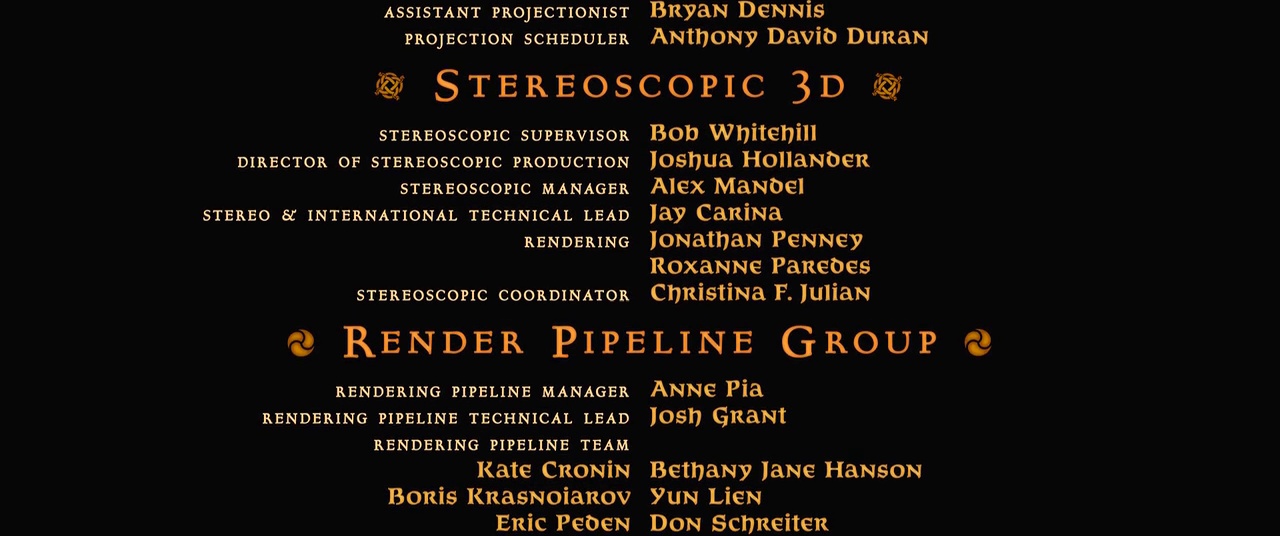 ASSISTANT PROJECTIONIST Bryan Dennis
PROJECTION SCHEDULER Anthony David Duran
STEREOSCOPIC 3D
STEREOSCOPIC SUPERVISOR Bob Whitehill
DIRECTOR OF STEREOSCOPIC PRODUCTION Joshua Hollander
STEREOSCOPIC MANAGER Alex Mandel
STEREO & INTERNATIONAL TECHNICAL LEAD Jay Carina
RENDERING Jonathan Penney
Roxanne Paredes
STEREOSCOPIC COORDINATOR Christina F. Julian
RENDER PIPELINE GROUP
RENDERING PIPELINE MANAGER Anne Pia
RENDERING PIPELINE TECHNICAL LEAD Josh Grant
RENDERING PIPELINE TEAM
Kate Cronin Bethany Jane Hanson
Boris Krasnoiarov Yun Lien
Eric Peden Don Schreiter